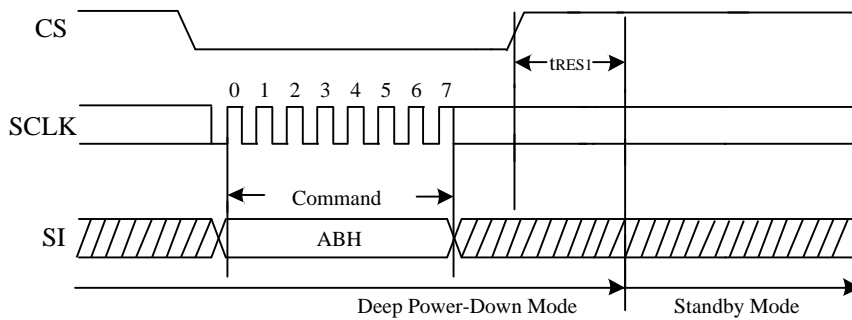 CS
tRES1
0 1 2 3 4 5 6 7
SCLK
Command
SI
ABH
Deep Power-Down Mode
Standby Mode